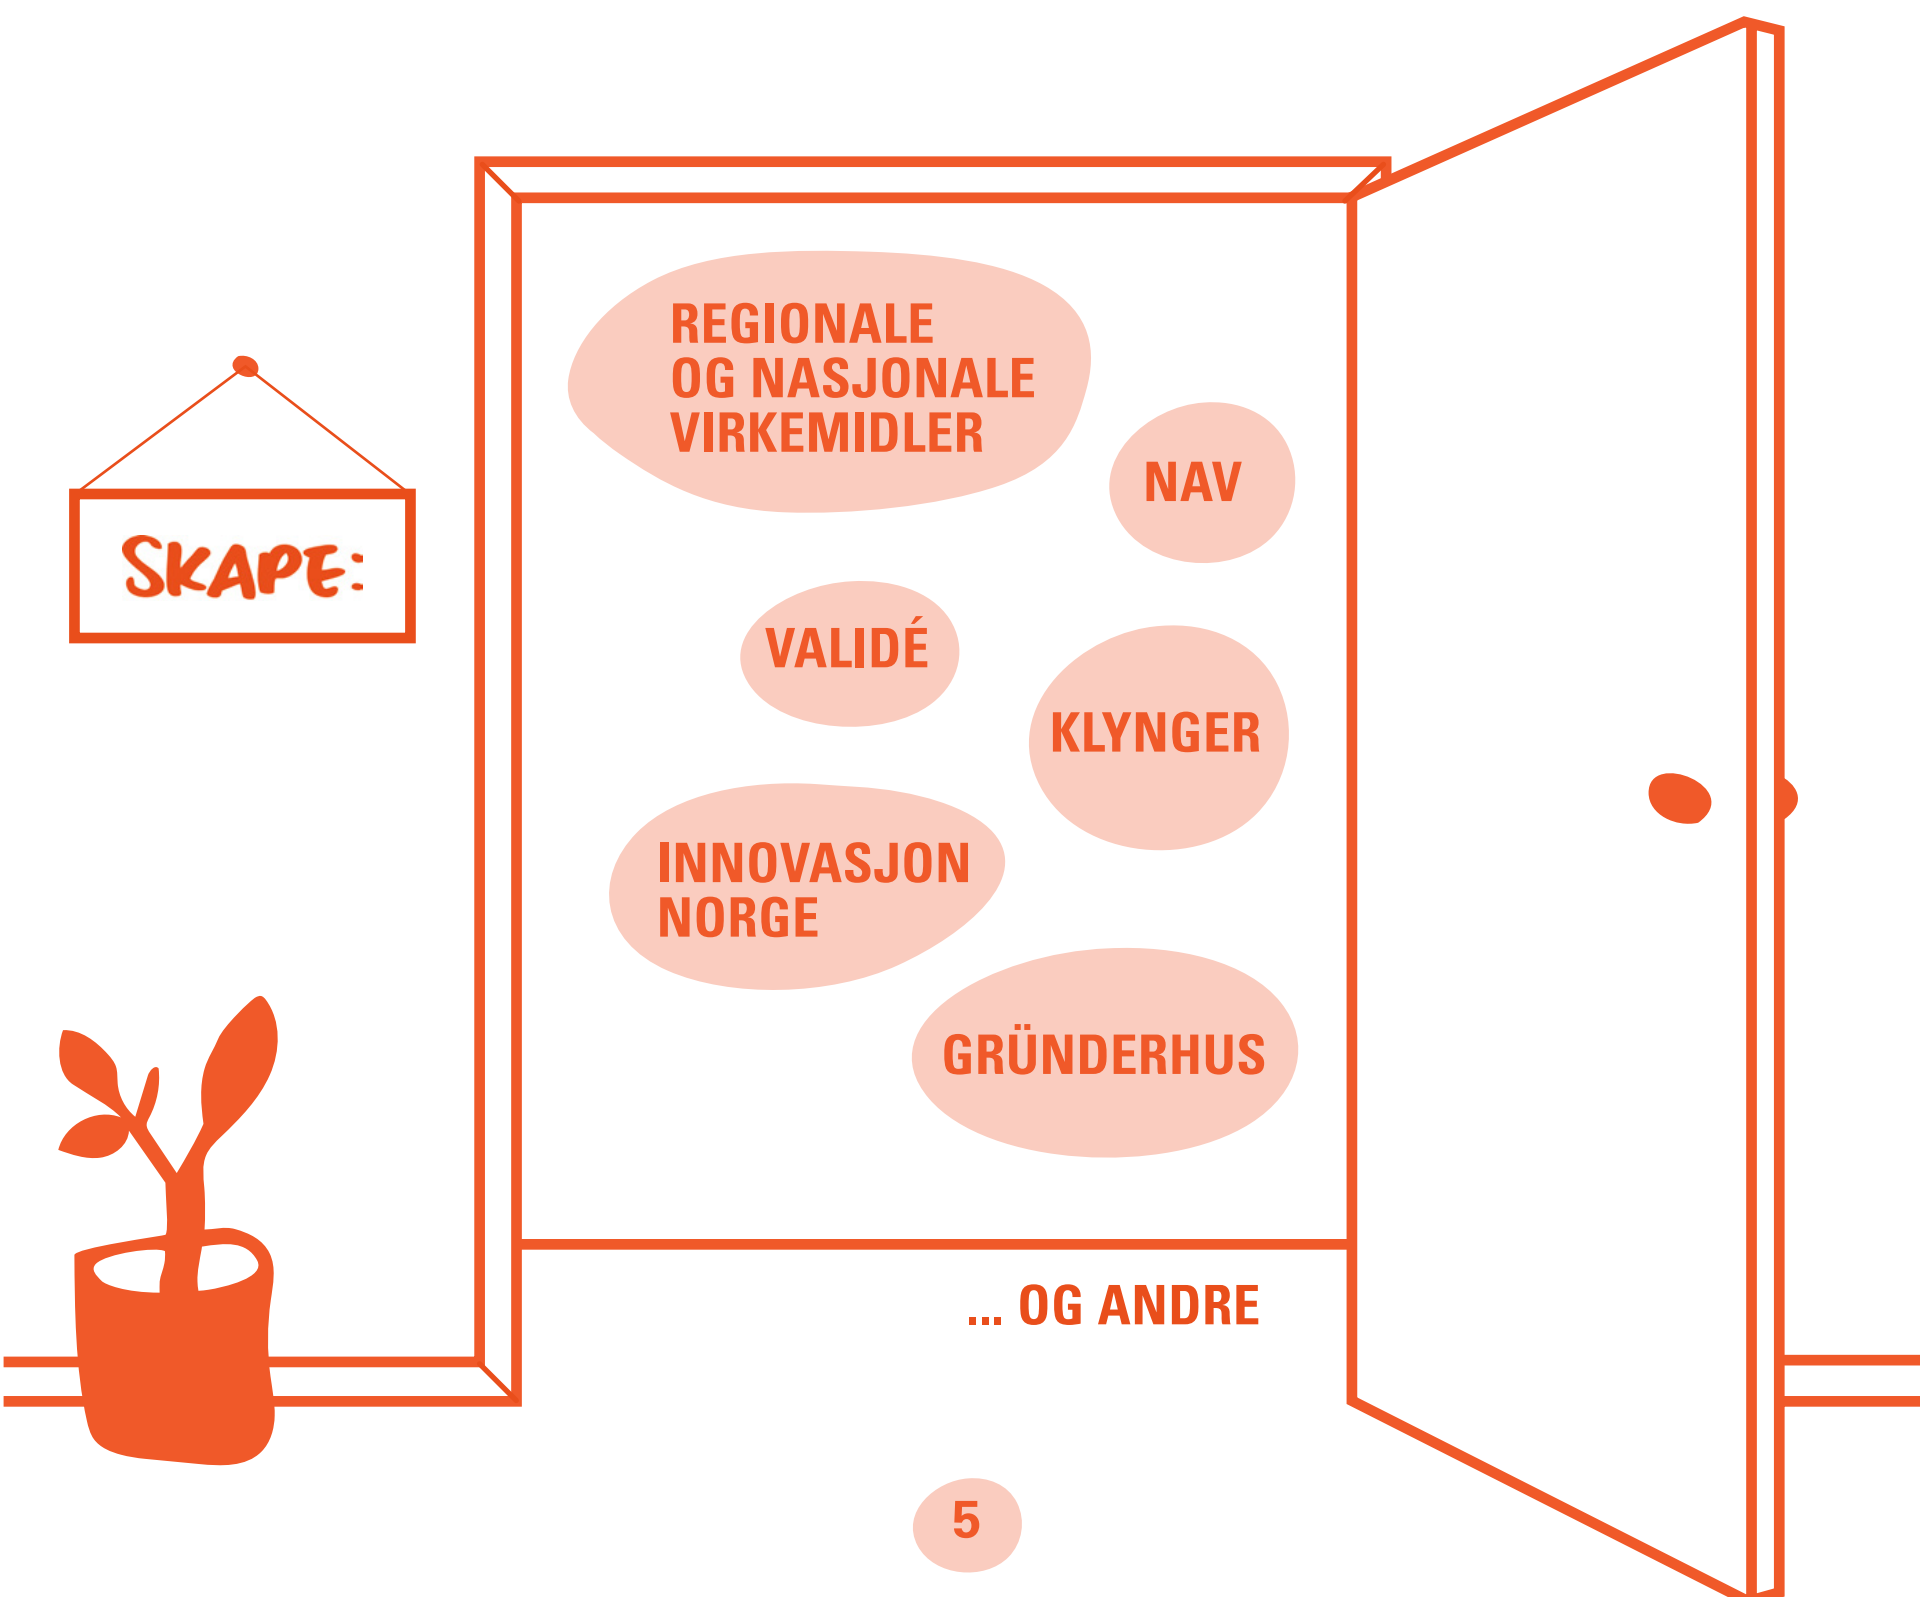 REGIONALE
OG NASJONALE
VIRKEMIDLER
NAV
SKAPE:
VALIDÉ
KLYNGER
INNOVASJON
NORGE
GRÜNDERHUS
... OG ANDRE
5